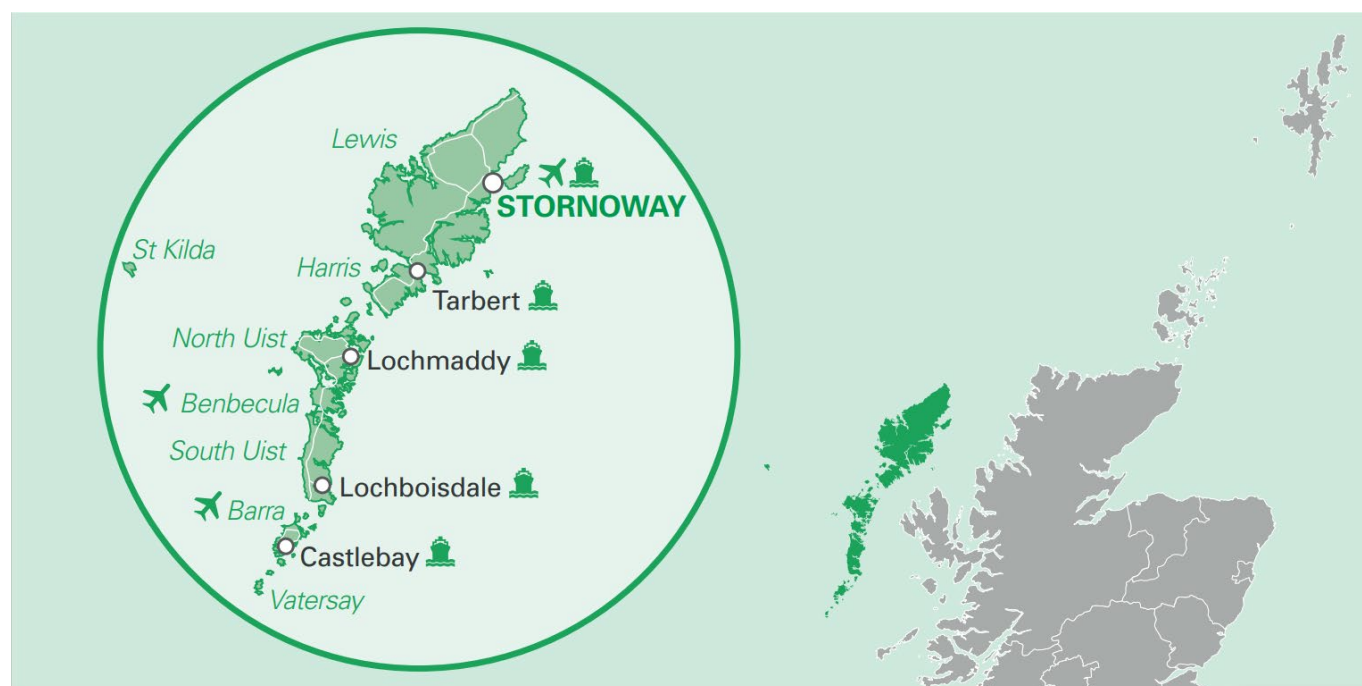 Lewis
STORNOWAY
St Kilda
Harris
Tarbert
North Uist
Lochmaddy
Benbecula
South Uist
Lochboisdale
Barra
Castlebay
Vatersay